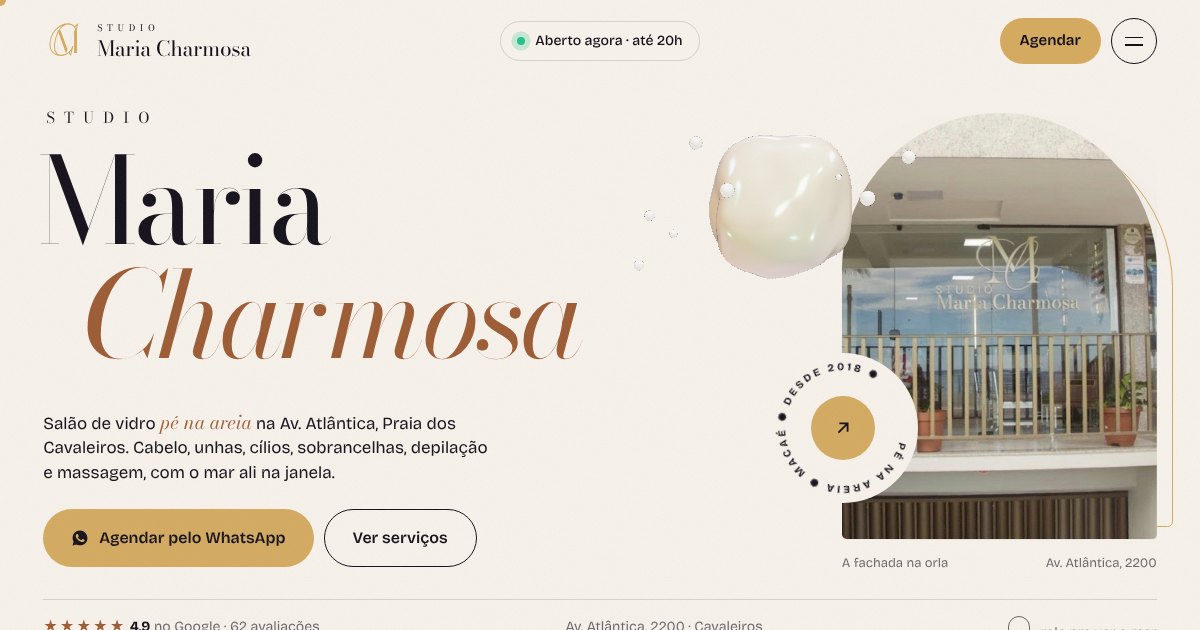 STUDIO
Maria Charmosa
Aberto agora · até 20h
Agendar
STUDIO
Maria
Charmosa
Salão de vidro pé na areia na Av. Atlântica, Praia dos
Cavaleiros. Cabelo, unhas, cílios, sobrancelhas, depilação
e massagem, com o mar ali na janela.
Agendar pelo WhatsApp
Ver serviços
M
STUDIO
Maria Charmosa
DESDE 2018 ● PÉ NA AREIA ● MACAÉ ●
A fachada na orla
Av. Atlântica, 2200
★★★★★ 4,9 no Google · 62 avaliações
Av. Atlântica, 2200 · Cavaleiros